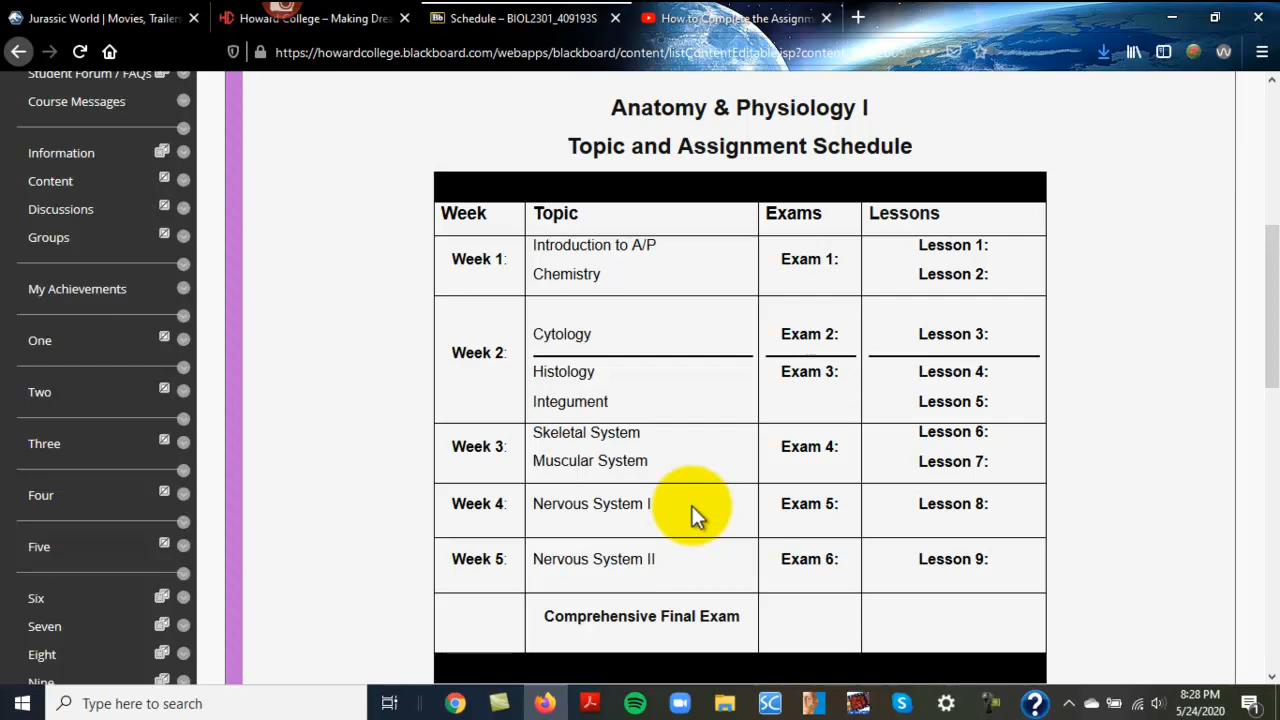 Jurassic World | Movies, Trailers
Howard College – Making Drea
Schedule – BIOL2301_409193S
How to Complete the Assignm
https://howardcollege.blackboard.com/webapps/blackboard/content/listContentEditable.jsp?content_
Student Forum / FAQs
Course Messages
Information
Content
Discussions
Groups
My Achievements
One
Two
Three
Four
Five
Six
Seven
Eight
Nine
Anatomy & Physiology I
Topic and Assignment Schedule
Week Topic Exams Lessons
Week 1: Introduction to A/P Exam 1: Lesson 1:
Chemistry Lesson 2:
Week 2: Cytology Exam 2: Lesson 3:
Histology Exam 3: Lesson 4:
Integument Lesson 5:
Week 3: Skeletal System Exam 4: Lesson 6:
Muscular System Lesson 7:
Week 4: Nervous System I Exam 5: Lesson 8:
Week 5: Nervous System II Exam 6: Lesson 9:
Comprehensive Final Exam
Type here to search
8:28 PM
5/24/2020